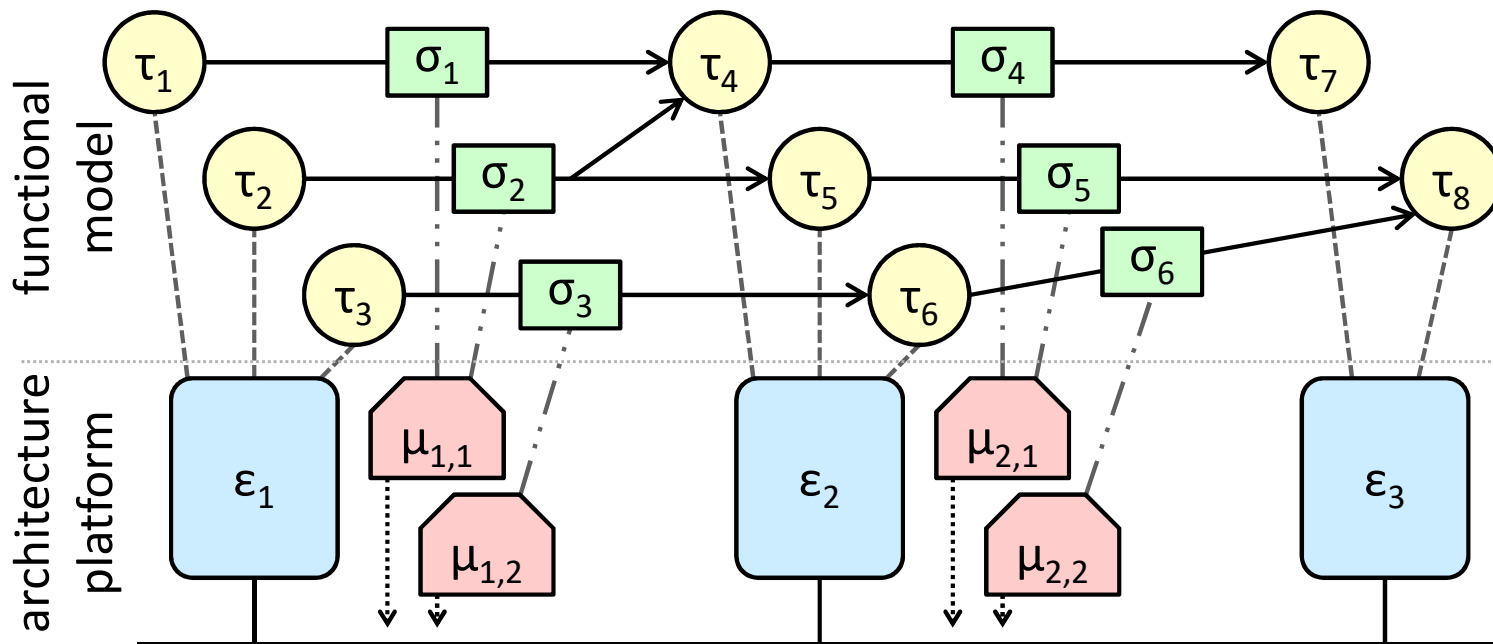 functional
model
τ1 σ1 τ4 σ4 τ7
τ2 σ2 τ5 σ5 τ8
τ3 σ3 τ6 σ6
architecture
platform
ε1 μ1,1 ε2 μ2,1 ε3
μ1,2 μ2,2